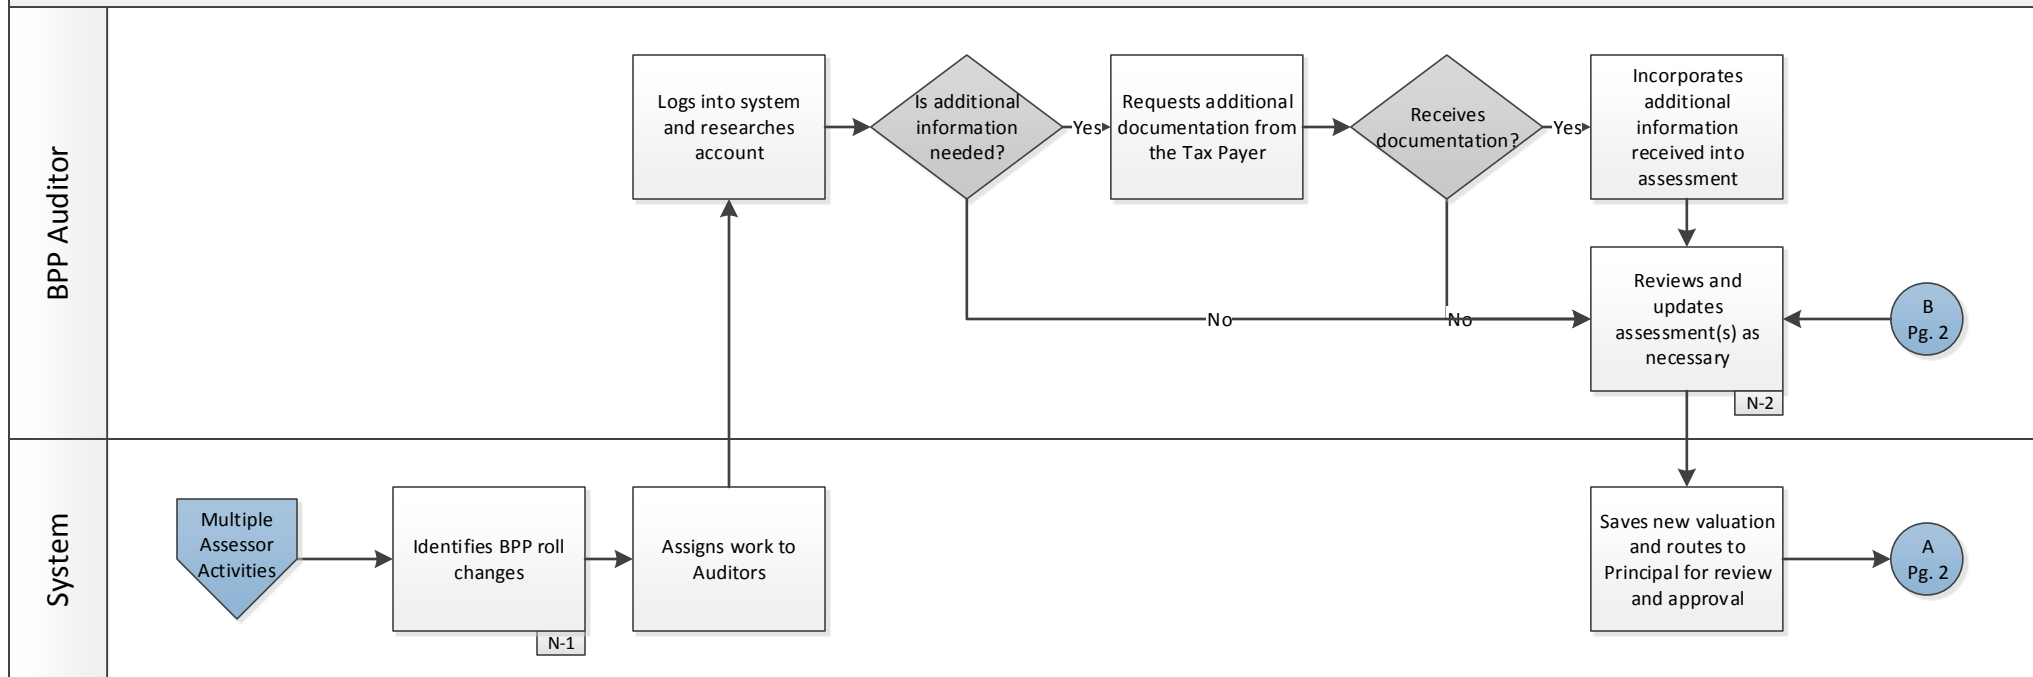 BPP Auditor
Logs into system
and researches
account
Is additional
information
needed?
Yes
Requests additional
documentation from
the Tax Payer
Receives
documentation?
Yes
Incorporates
additional
information
received into
assessment
No
No
Reviews and
updates
assessment(s) as
necessary
N-2
B
Pg. 2
System
Multiple
Assessor
Activities
Identifies BPP roll
changes
N-1
Assigns work to
Auditors
Saves new valuation
and routes to
Principal for review
and approval
A
Pg. 2